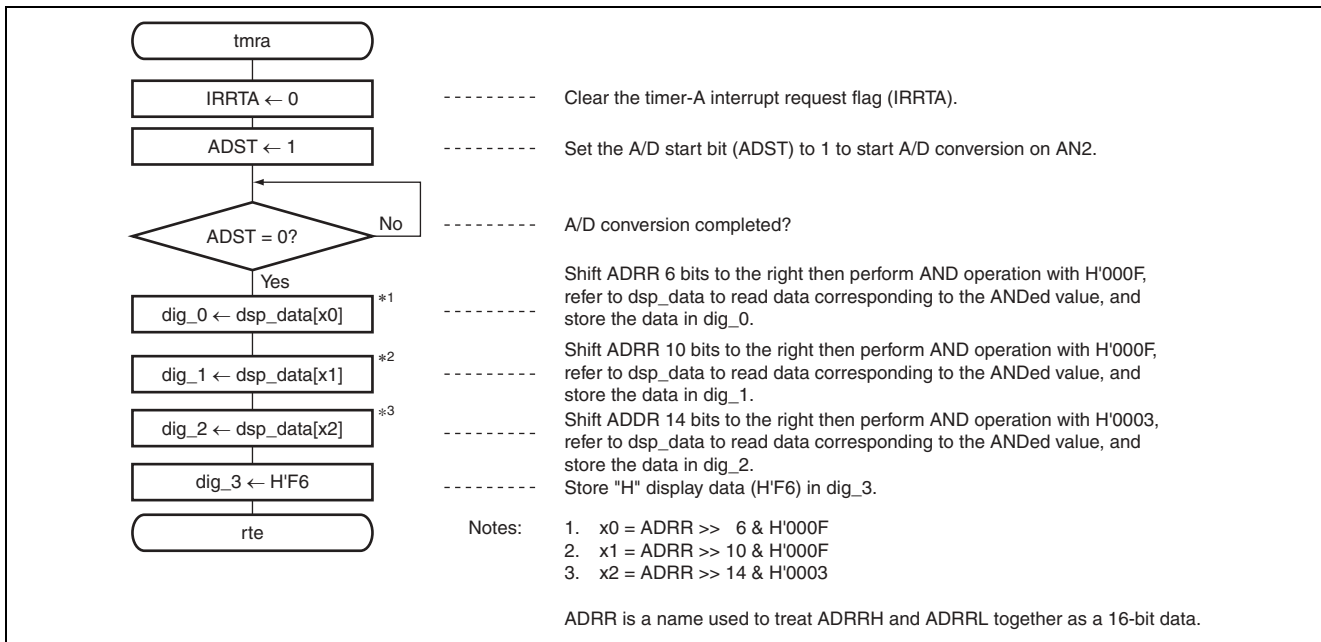 tmra
IRRTA ← 0
--------- Clear the timer-A interrupt request flag (IRRTA).
ADST ← 1
--------- Set the A/D start bit (ADST) to 1 to start A/D conversion on AN2.
ADST = 0?
No
--------- A/D conversion completed?
Yes
dig_0 ← dsp_data[x0] *1
--------- Shift ADRR 6 bits to the right then perform AND operation with H'000F,
refer to dsp_data to read data corresponding to the ANDed value, and
store the data in dig_0.
dig_1 ← dsp_data[x1] *2
--------- Shift ADRR 10 bits to the right then perform AND operation with H'000F,
refer to dsp_data to read data corresponding to the ANDed value, and
store the data in dig_1.
dig_2 ← dsp_data[x2] *3
--------- Shift ADDR 14 bits to the right then perform AND operation with H'0003,
refer to dsp_data to read data corresponding to the ANDed value, and
store the data in dig_2.
dig_3 ← H'F6
--------- Store "H" display data (H'F6) in dig_3.
rte
Notes: 1. x0 = ADRR >> 6 & H'000F
2. x1 = ADRR >> 10 & H'000F
3. x2 = ADRR >> 14 & H'0003
ADRR is a name used to treat ADRRH and ADRRL together as a 16-bit data.